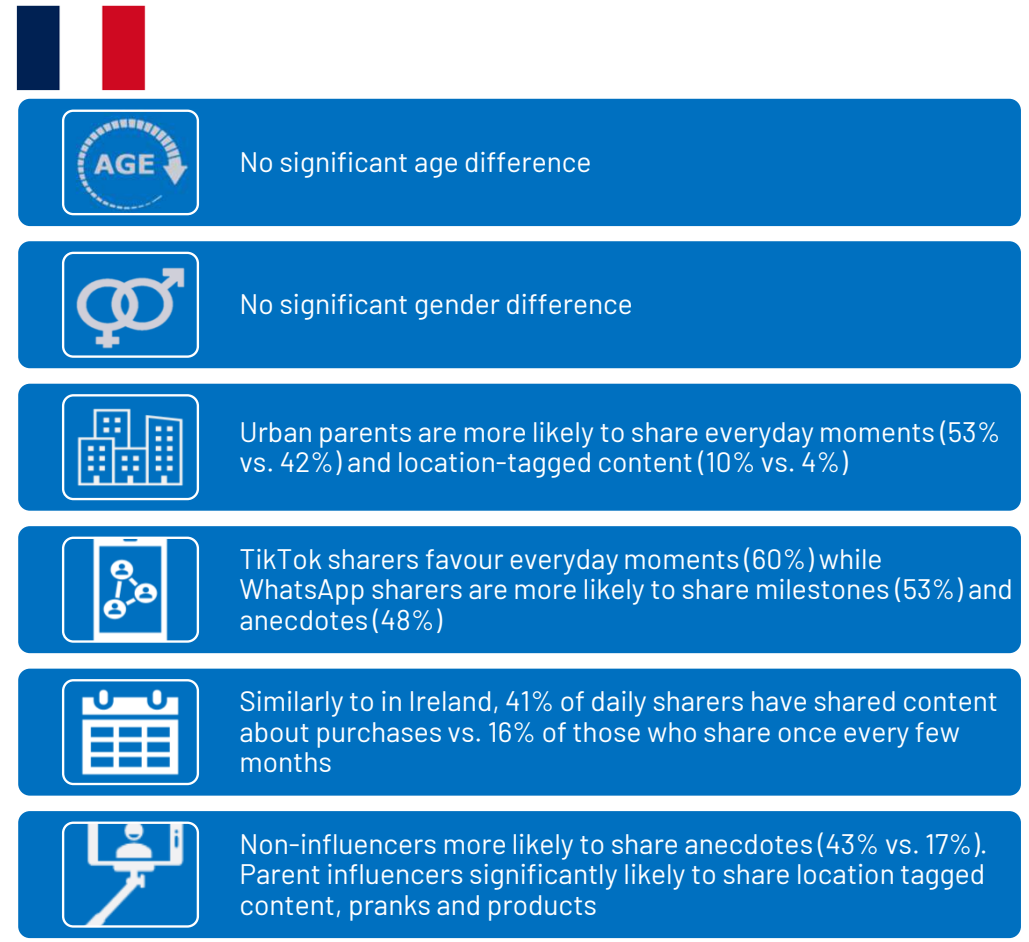 AGE
No significant age difference
No significant gender difference
Urban parents are more likely to share everyday moments (53%
vs. 42%) and location-tagged content (10% vs. 4%)
TikTok sharers favour everyday moments (60%) while
WhatsApp sharers are more likely to share milestones (53%) and
anecdotes (48%)
Similarly to in Ireland, 41% of daily sharers have shared content
about purchases vs. 16% of those who share once every few
months
Non-influencers more likely to share anecdotes (43% vs. 17%).
Parent influencers significantly likely to share location tagged
content, pranks and products